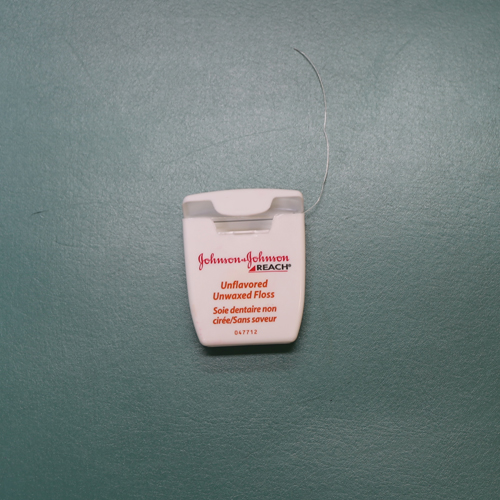 Johnson & Johnson
REACH®
Unflavored
Unwaxed Floss
Soie dentaire non
cirée/Sans saveur
047712